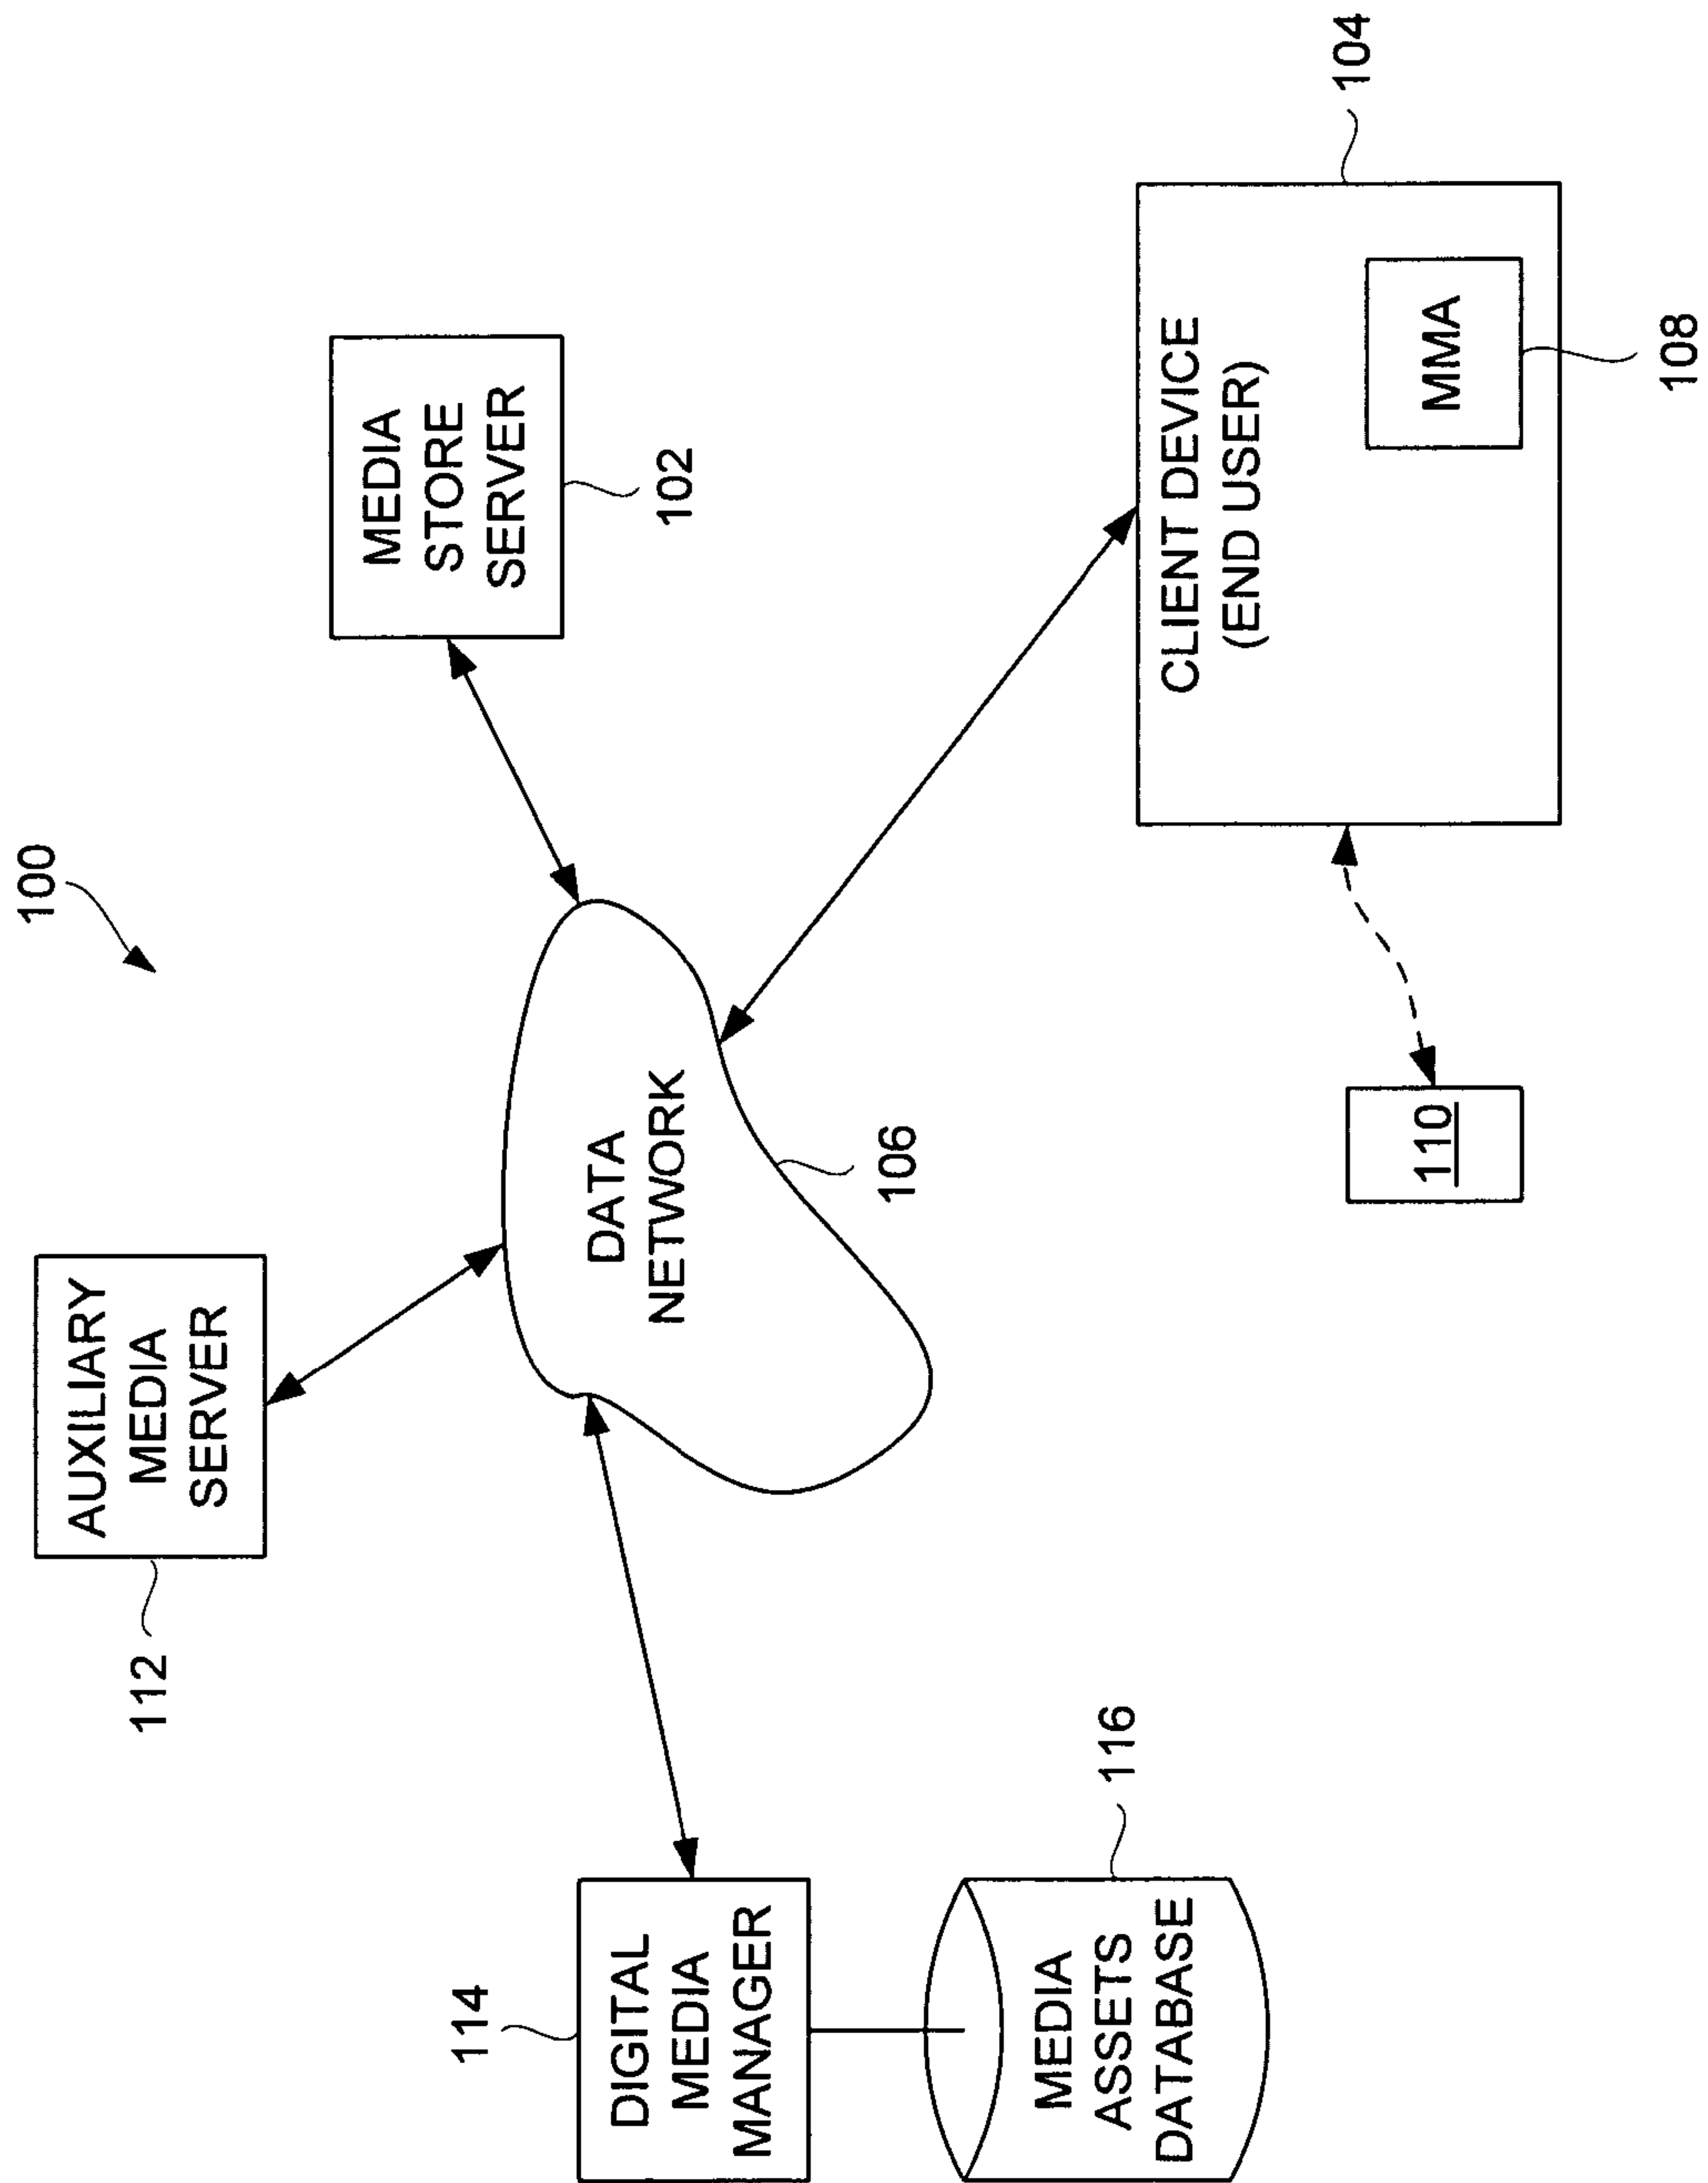 100
AUXILIARY
MEDIA
SERVER
112
MEDIA
STORE
SERVER
102
DATA
NETWORK
106
DIGITAL
MEDIA
MANAGER
114
MEDIA
ASSETS
DATABASE
116
CLIENT DEVICE
(END USER)
104
MMA
108
110